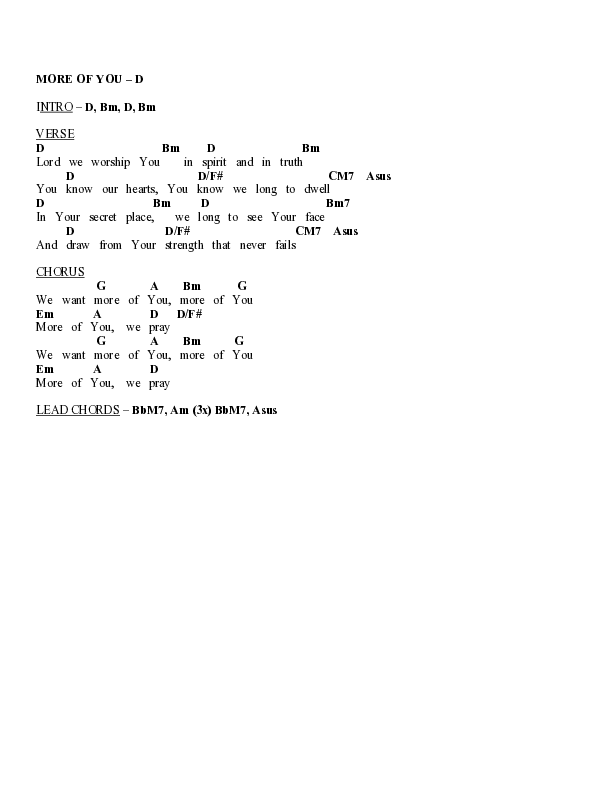 MORE OF YOU – D
INTRO – D, Bm, D, Bm
VERSE
D Bm D Bm
Lord we worship You in spirit and in truth
D D/F# CM7 Asus
You know our hearts, You know we long to dwell
D Bm D Bm7
In Your secret place, we long to see Your face
D D/F# CM7 Asus
And draw from Your strength that never fails
CHORUS
G A Bm G
We want more of You, more of You
Em A D D/F#
More of You, we pray
G A Bm G
We want more of You, more of You
Em A D
More of You, we pray
LEAD CHORDS – BbM7, Am (3x) BbM7, Asus